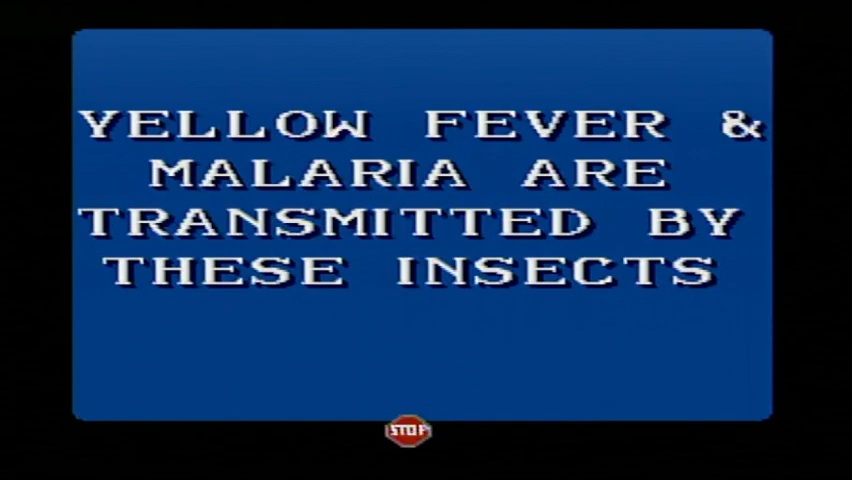 YELLOW FEVER &
MALARIA ARE
TRANSMITTED BY
THESE INSECTS
STOP